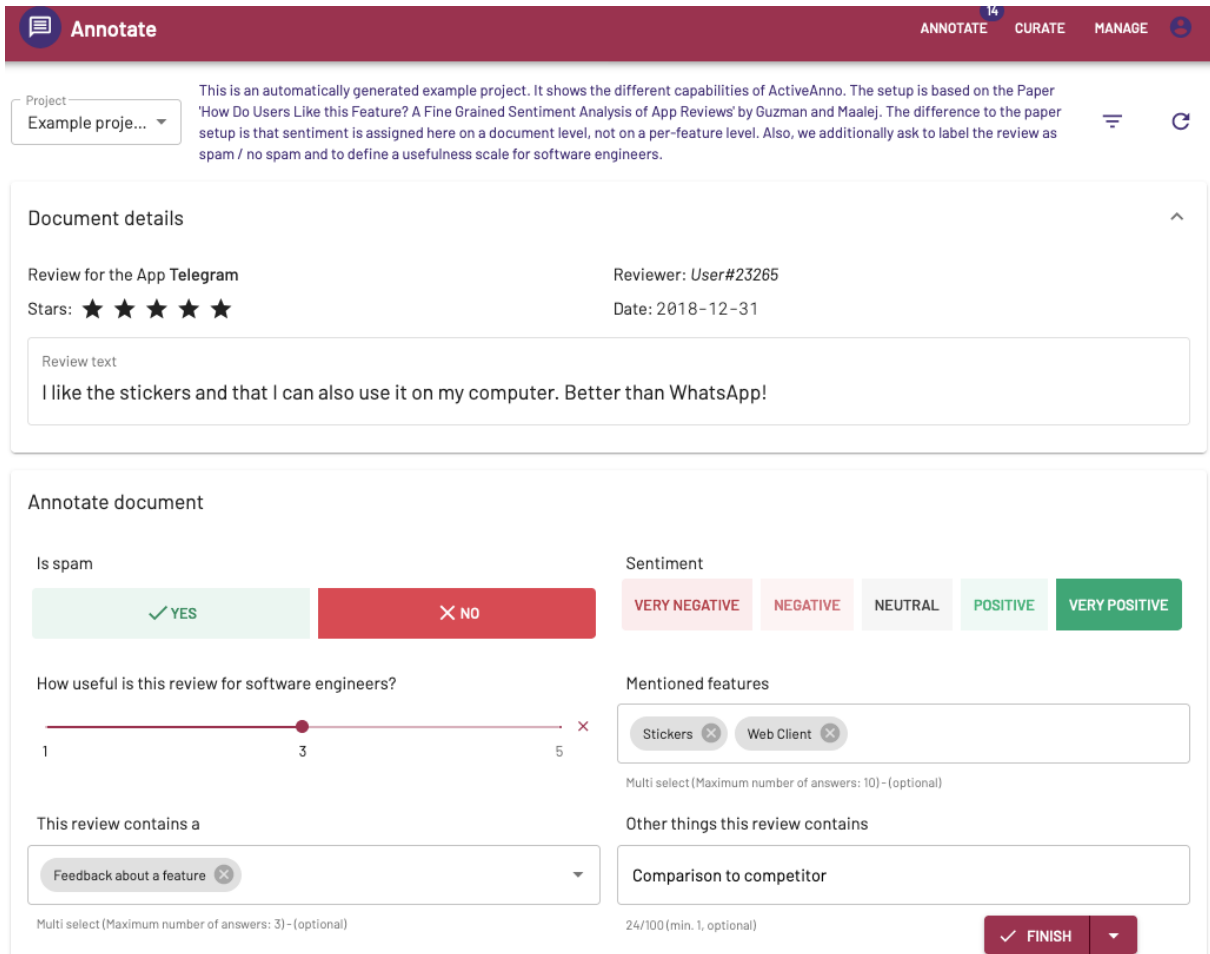 Annotate
14
ANNOTATE CURATE MANAGE
Project
Example proje...
This is an automatically generated example project. It shows the different capabilities of ActiveAnno. The setup is based on the Paper
'How Do Users Like this Feature? A Fine Grained Sentiment Analysis of App Reviews' by Guzman and Maalej. The difference to the paper
setup is that sentiment is assigned here on a document level, not on a per-feature level. Also, we additionally ask to label the review as
spam / no spam and to define a usefulness scale for software engineers.
Document details
Review for the App Telegram
Reviewer: User#23265
Stars:
Date: 2018-12-31
Review text
I like the stickers and that I can also use it on my computer. Better than WhatsApp!
Annotate document
Is spam
YES
NO
Sentiment
VERY NEGATIVE NEGATIVE NEUTRAL POSITIVE VERY POSITIVE
How useful is this review for software engineers?
1 3 5
Mentioned features
Stickers Web Client
Multi select (Maximum number of answers: 10) - (optional)
This review contains a
Feedback about a feature
Multi select (Maximum number of answers: 3) - (optional)
Other things this review contains
Comparison to competitor
24/100 (min. 1, optional)
FINISH